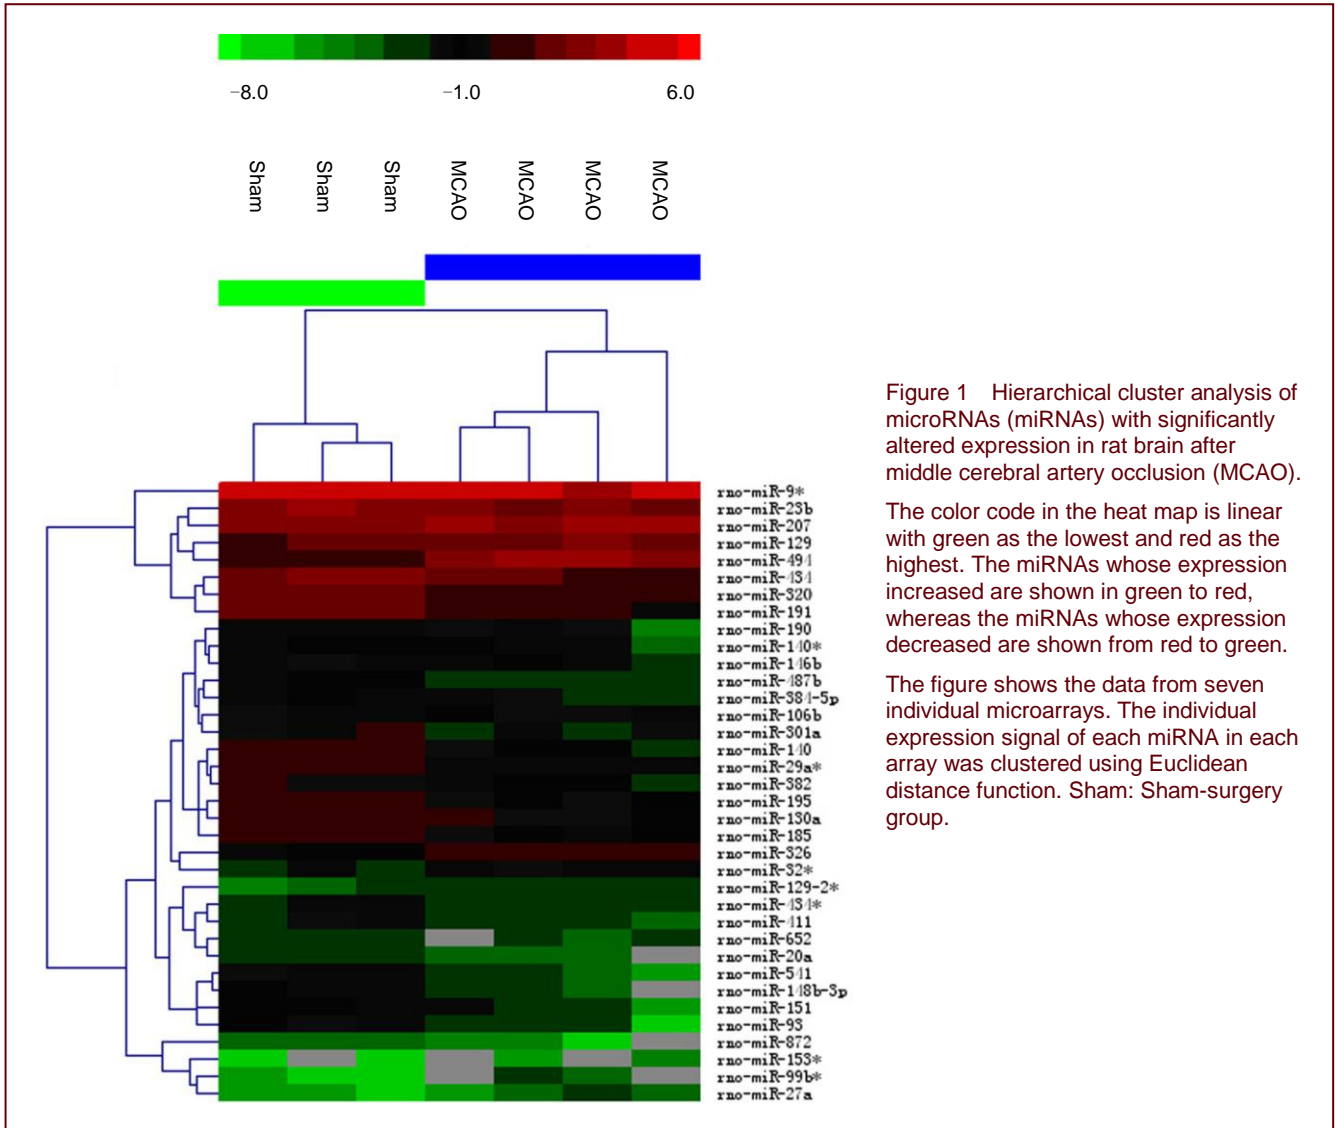 −8.0 −1.0 6.0
Sham Sham Sham MCAO MCAO MCAO MCAO
rno-miR-9*
rno-miR-23b
rno-miR-207
rno-miR-129
rno-miR-494
rno-miR-434
rno-miR-320
rno-miR-191
rno-miR-190
rno-miR-140*
rno-miR-146b
rno-miR-487b
rno-miR-384-5p
rno-miR-106b
rno-miR-301a
rno-miR-140
rno-miR-29a*
rno-miR-382
rno-miR-195
rno-miR-130a
rno-miR-185
rno-miR-326
rno-miR-32*
rno-miR-129-2*
rno-miR-434*
rno-miR-411
rno-miR-652
rno-miR-20a
rno-miR-541
rno-miR-148b-3p
rno-miR-151
rno-miR-93
rno-miR-872
rno-miR-153*
rno-miR-99b*
rno-miR-27a
Figure 1 Hierarchical cluster analysis of
microRNAs (miRNAs) with significantly
altered expression in rat brain after
middle cerebral artery occlusion (MCAO).
The color code in the heat map is linear
with green as the lowest and red as the
highest. The miRNAs whose expression
increased are shown in green to red,
whereas the miRNAs whose expression
decreased are shown from red to green.
The figure shows the data from seven
individual microarrays. The individual
expression signal of each miRNA in each
array was clustered using Euclidean
distance function. Sham: Sham-surgery
group.